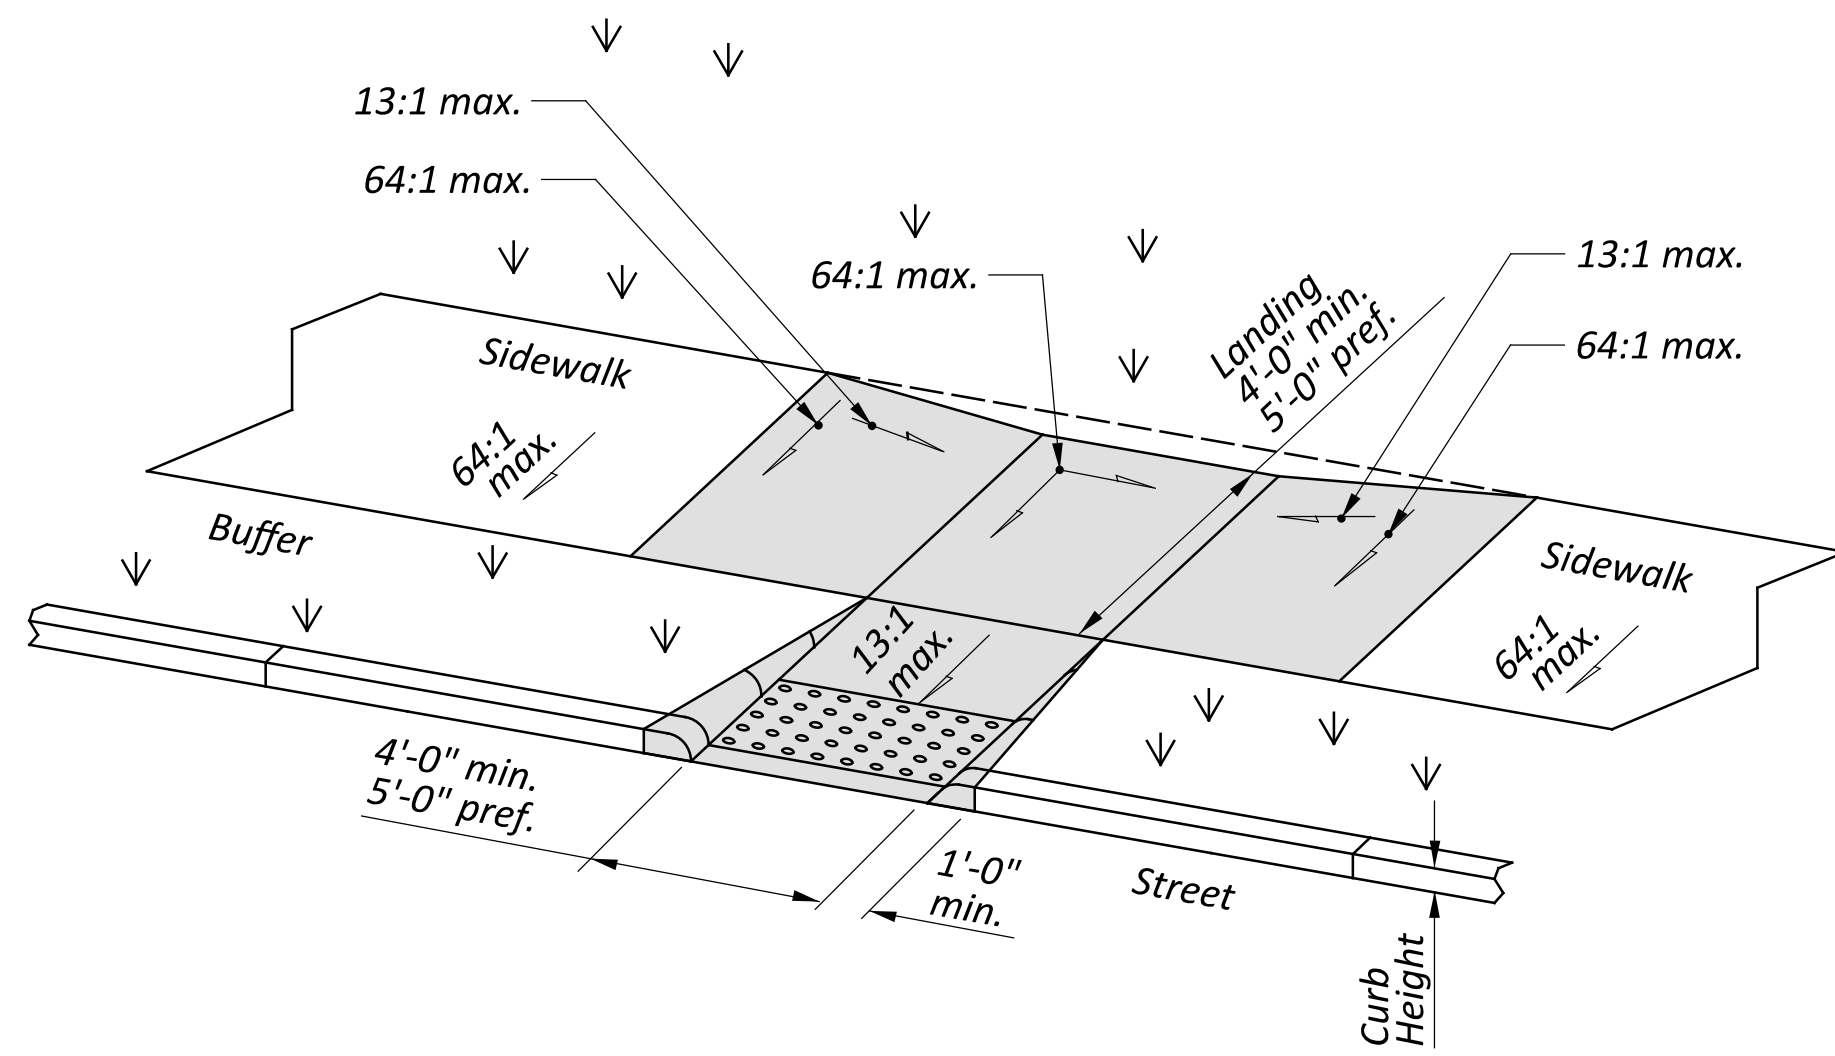 13:1 max.
64:1 max.
64:1 max.
Landing
4'-0" min.
5'-0" pref.
13:1 max.
64:1 max.
Sidewalk
64:1
max.
Buffer
13:1
max.
Sidewalk
64:1
max.
4'-0" min.
5'-0" pref.
1'-0"
min.
Street
Curb
Height